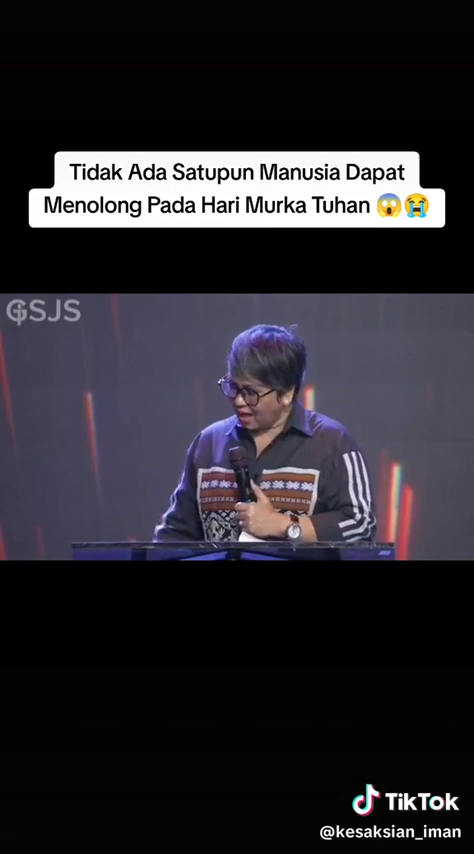 Tidak Ada Satupun Manusia Dapat
Menolong Pada Hari Murka Tuhan 😱😭
GSJS
TikTok
@kesaksian_iman